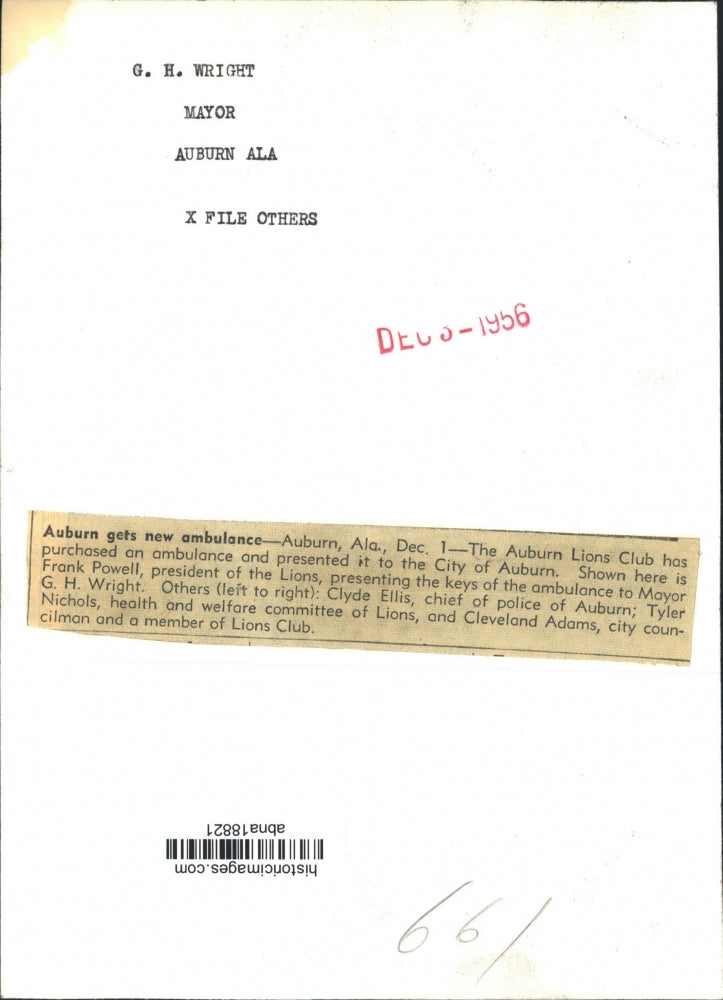 G. H. WRIGHT
MAYOR
AUBURN ALA
X FILE OTHERS
DEC 3-1956
Auburn gets new ambulance—Auburn, Ala., Dec. 1—The Auburn Lions Club has
purchased an ambulance and presented it to the City of Auburn. Shown here is
Frank Powell, president of the Lions, presenting the keys of the ambulance to Mayor
G. H. Wright. Others (left to right): Clyde Ellis, chief of police of Auburn; Tyler
Nichols, health and welfare committee of Lions, and Cleveland Adams, city coun-
cilman and a member of Lions Club.
historicimages.com
abna18821
661